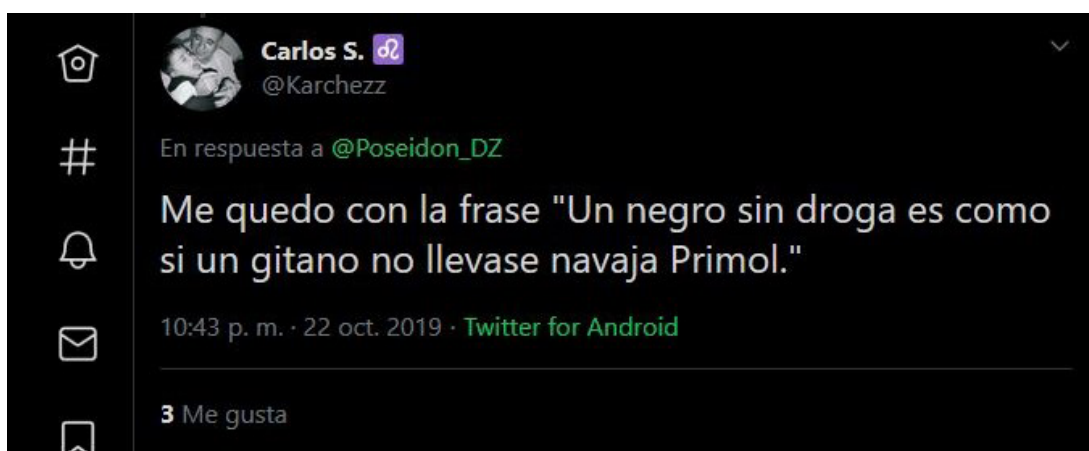 Carlos S. ♌
@Karchezz
En respuesta a @Poseidon_DZ
Me quedo con la frase "Un negro sin droga es como
si un gitano no llevase navaja Primol."
10:43 p. m. · 22 oct. 2019 · Twitter for Android
3 Me gusta